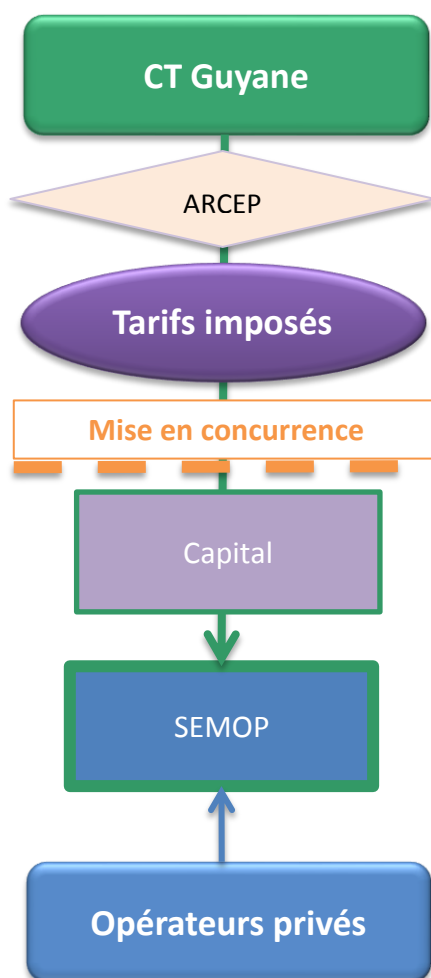 CT Guyane
ARCEP
Tarifs imposés
Mise en concurrence
Capital
SEMOP
Opérateurs privés